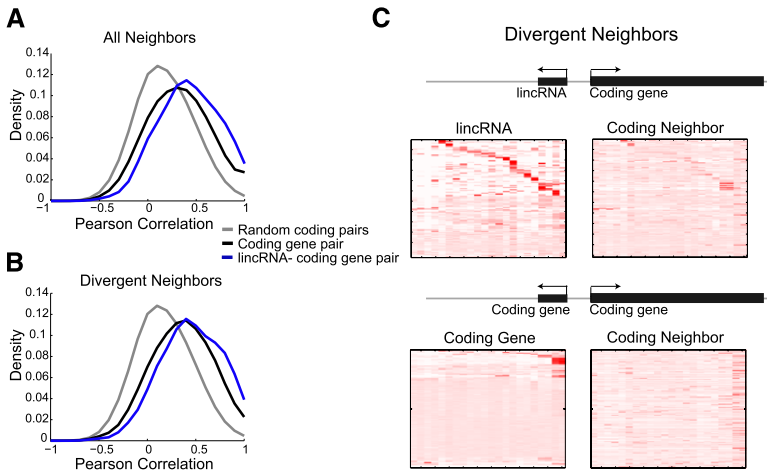 A
All Neighbors
0.14
0.12
0.1
0.08
0.06
0.04
0.02
0
Density
−1
−0.5
0
0.5
1
Pearson Correlation
Random coding pairs
Coding gene pair
lincRNA- coding gene pair
B
Divergent Neighbors
0.14
0.12
0.1
0.08
0.06
0.04
0.02
0
Density
−1
−0.5
0
0.5
1
Pearson Correlation
C
Divergent Neighbors
lincRNA Coding gene
lincRNA Coding Neighbor
Coding gene Coding gene
Coding Gene Coding Neighbor